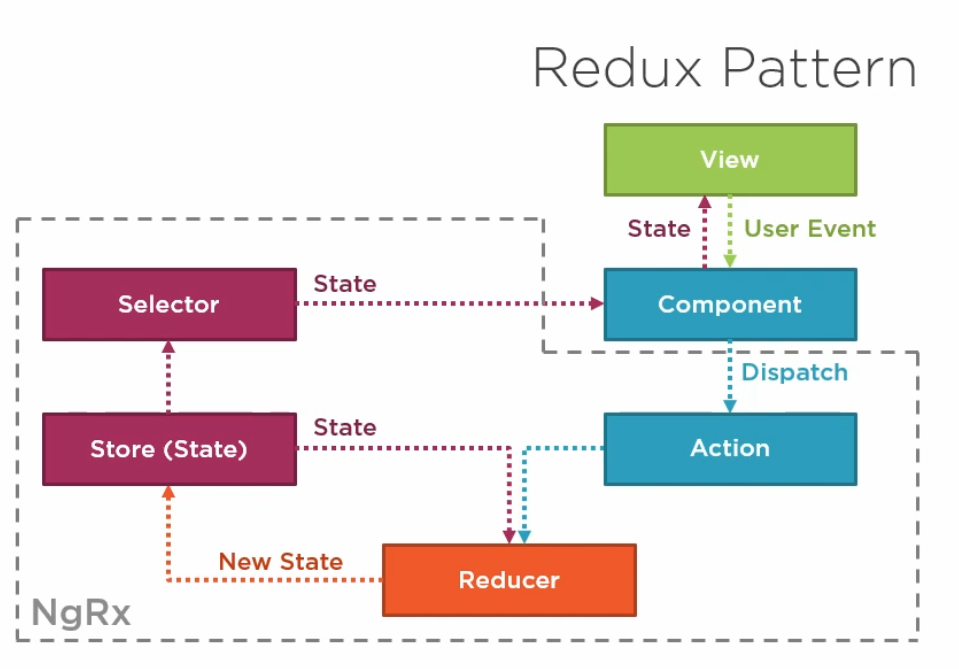 Redux Pattern
View
State
User Event
Selector
State
Component
Dispatch
Store (State)
State
Action
New State
Reducer
NgRx